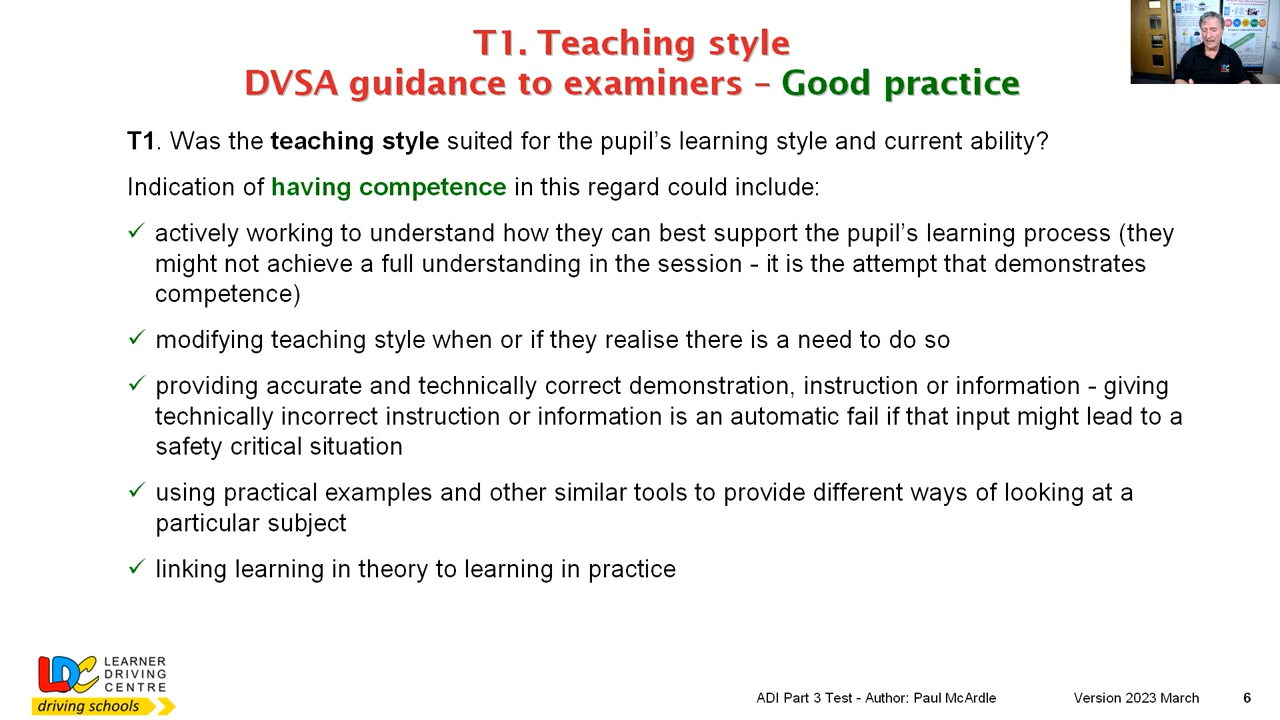 T1. Teaching style
DVSA guidance to examiners – Good practice
T1. Was the teaching style suited for the pupil's learning style and current ability?
Indication of having competence in this regard could include:
✓ actively working to understand how they can best support the pupil's learning process (they
might not achieve a full understanding in the session - it is the attempt that demonstrates
competence)
✓ modifying teaching style when or if they realise there is a need to do so
✓ providing accurate and technically correct demonstration, instruction or information - giving
technically incorrect instruction or information is an automatic fail if that input might lead to a
safety critical situation
✓ using practical examples and other similar tools to provide different ways of looking at a
particular subject
✓ linking learning in theory to learning in practice
LDC LEARNER
DRIVING
CENTRE
driving schools
ADI Part 3 Test - Author: Paul McArdle
Version 2023 March
6